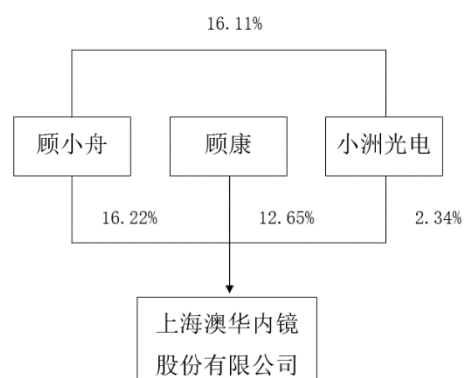 16.11%
顾小舟
顾康
小洲光电
16.22%
12.65%
2.34%
上海澳华内镜
股份有限公司